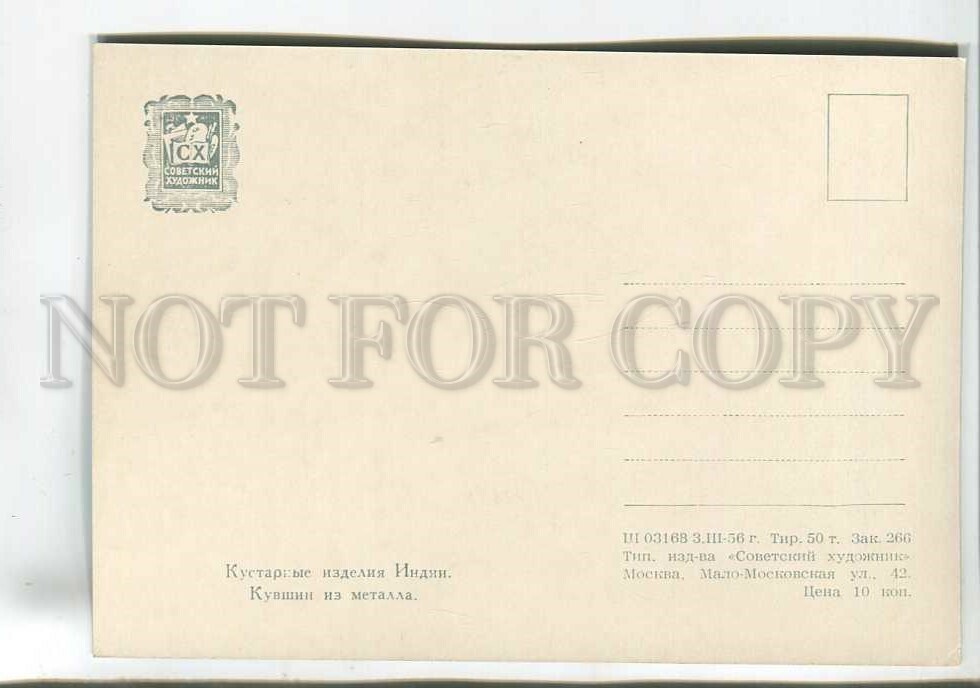 СХ
СОВЕТСКИЙ
ХУДОЖНИК
NOT FOR COPY
Кустарные изделия Индии.
Кувшин из металла.
Ш 03168 3.III-56 г. Тир. 50 т. Зак. 266
Тип. изд-ва «Советский художник»
Москва, Мало-Московская ул., 42.
Цена 10 коп.